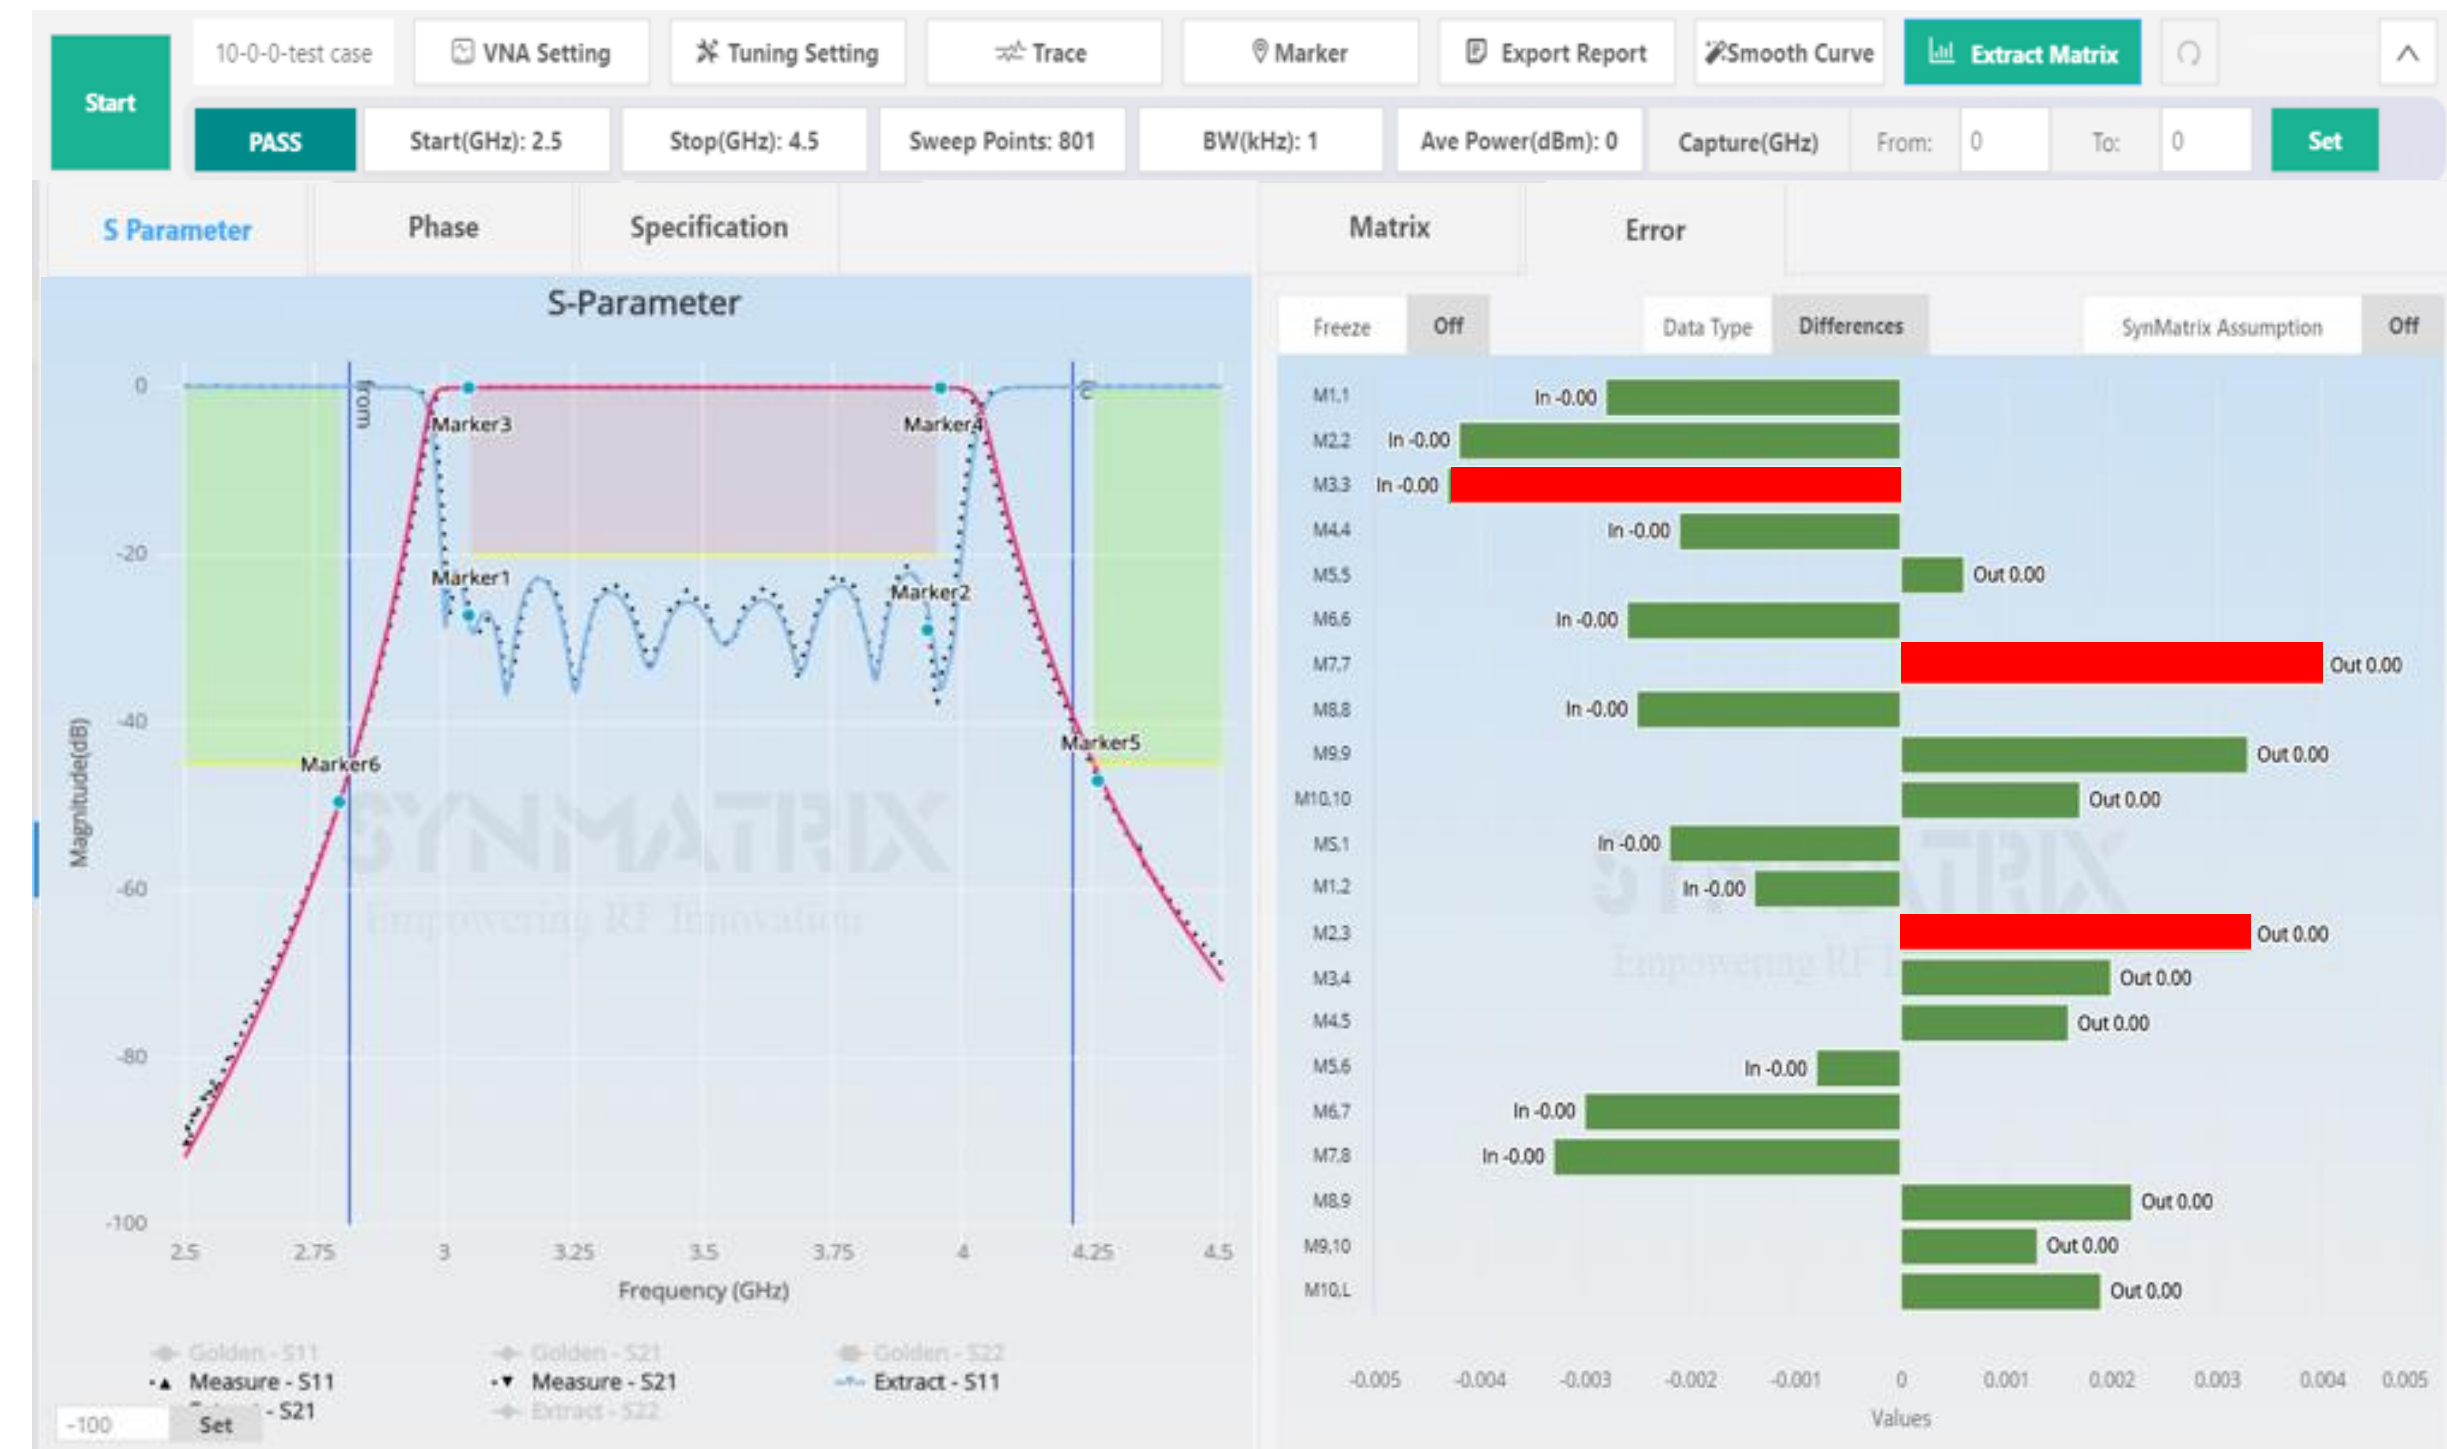 Start
10-0-0-test case
VNA Setting
Tuning Setting
Trace
Marker
Export Report
Smooth Curve
Extract Matrix
PASS
Start(GHz): 2.5
Stop(GHz): 4.5
Sweep Points: 801
BW(kHz): 1
Ave Power(dBm): 0
Capture(GHz)
From:
0
To:
0
Set
S Parameter
Phase
Specification
S-Parameter
0
-20
-40
-60
-80
-100
Magnitude(dB)
from
Marker3
Marker4
Marker1
Marker2
Marker6
Marker5
SYNMATRIX
Empowering RF Innovation
2.5
2.75
3
3.25
3.5
3.75
4
4.25
4.5
Frequency (GHz)
Golden - S11
Golden - S21
Golden - S22
Measure - S11
Measure - S21
Extract - S11
- S21
Extract - S22
-100
Set
Matrix
Error
Freeze
Off
Data Type
Differences
SynMatrix Assumption
Off
M1,1 In -0.00
M2,2 In -0.00
M3,3 In -0.00
M4,4 In -0.00
M5,5 Out 0.00
M6,6 In -0.00
M7,7 Out 0.00
M8,8 In -0.00
M9,9 Out 0.00
M10,10 Out 0.00
MS,1 In -0.00
M1,2 In -0.00
M2,3 Out 0.00
M3,4 Out 0.00
M4,5 Out 0.00
M5,6 In -0.00
M6,7 In -0.00
M7,8 In -0.00
M8,9 Out 0.00
M9,10 Out 0.00
M10,L Out 0.00
-0.005
-0.004
-0.003
-0.002
-0.001
0
0.001
0.002
0.003
0.004
0.005
Values